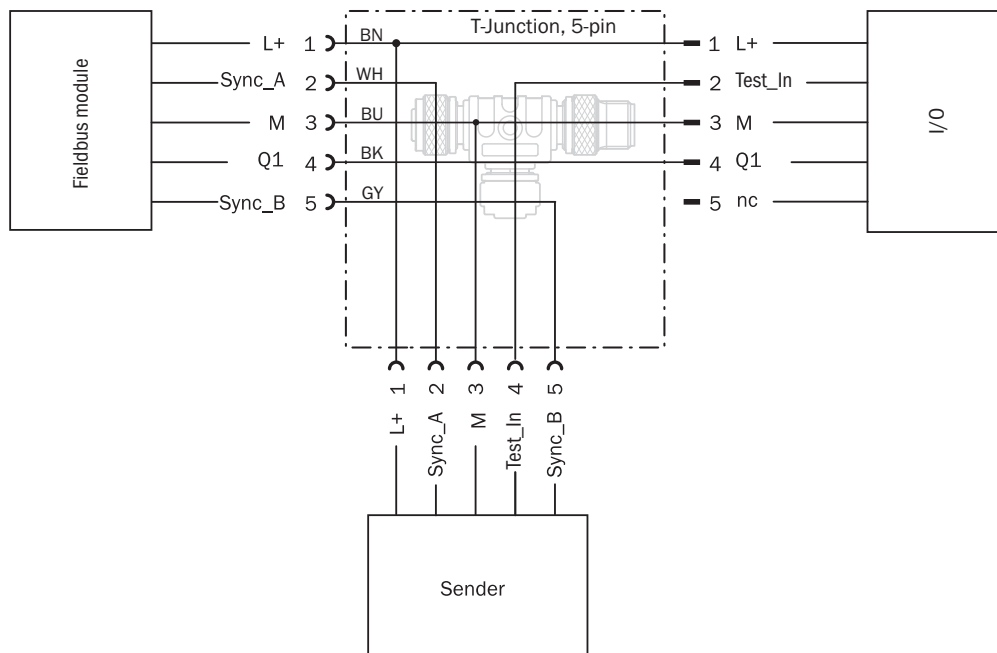 T-Junction, 5-pin
L+ 1 BN 1 L+
Sync_A 2 WH 2 Test_In
M 3 BU 3 M
Q1 4 BK 4 Q1
Sync_B 5 GY 5 nc
Fieldbus module
I/O
1 2 3 4 5
L+ Sync_A M Test_In Sync_B
Sender